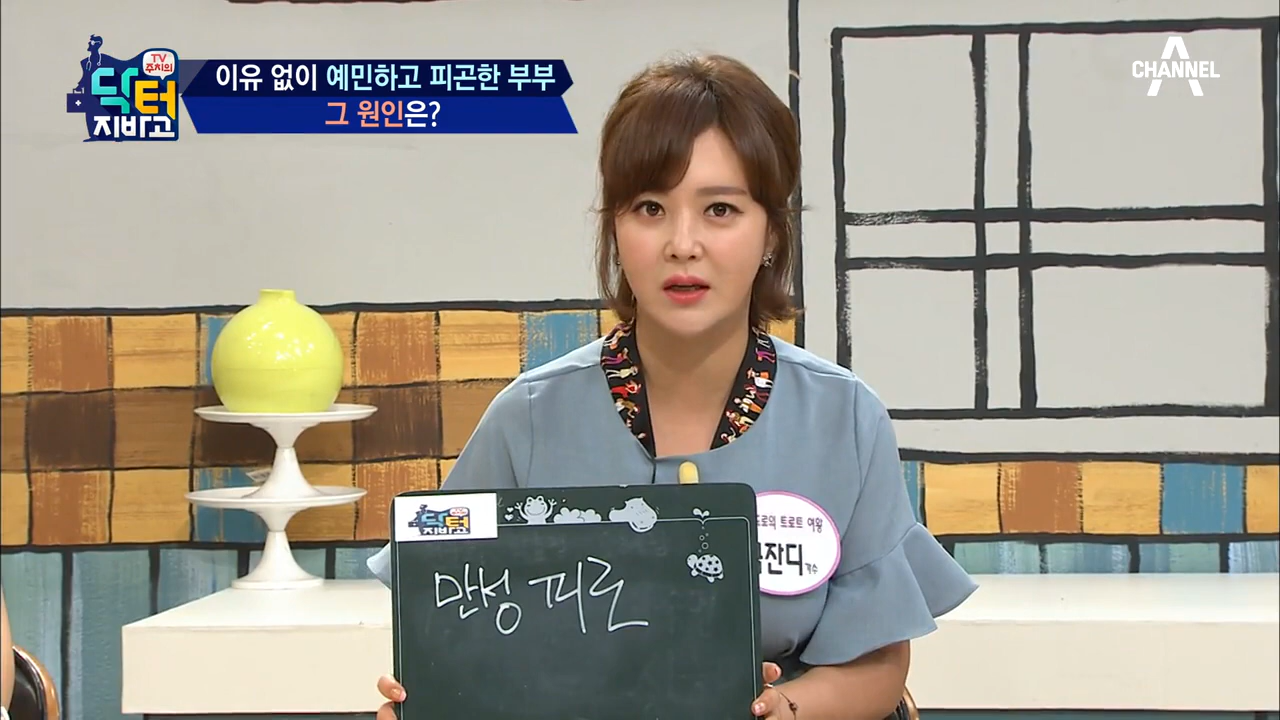 TV
주치의
닥터
지바고
이유 없이 예민하고 피곤한 부부
그 원인은?
CHANNEL
A
닥터
지바고
만성 피로
트로트 여왕
잔디 가수